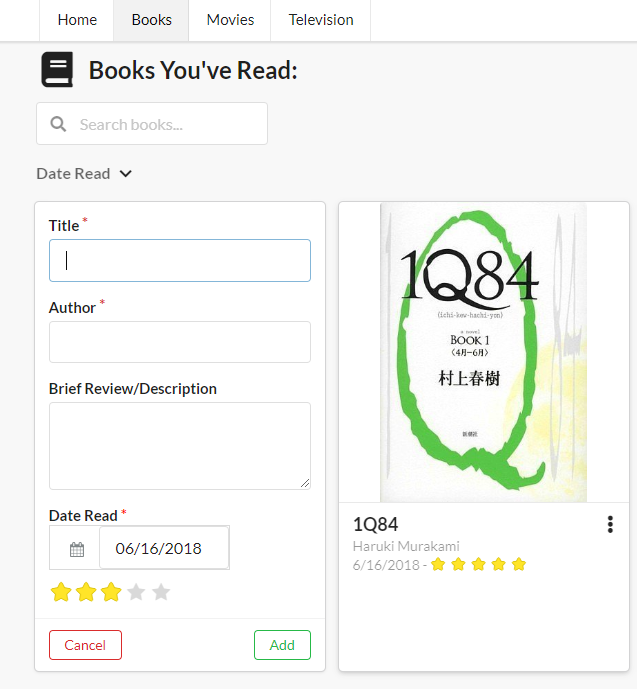 Home Books Movies Television
Books You've Read:
Search books...
Date Read
Title *
Author *
Brief Review/Description
Date Read *
06/16/2018
Cancel Add
1Q84
(ichi-kew-hachi-yon)
a novel
BOOK 1
〈4月—6月〉
村上春樹
新潮社
1Q84
Haruki Murakami
6/16/2018 -